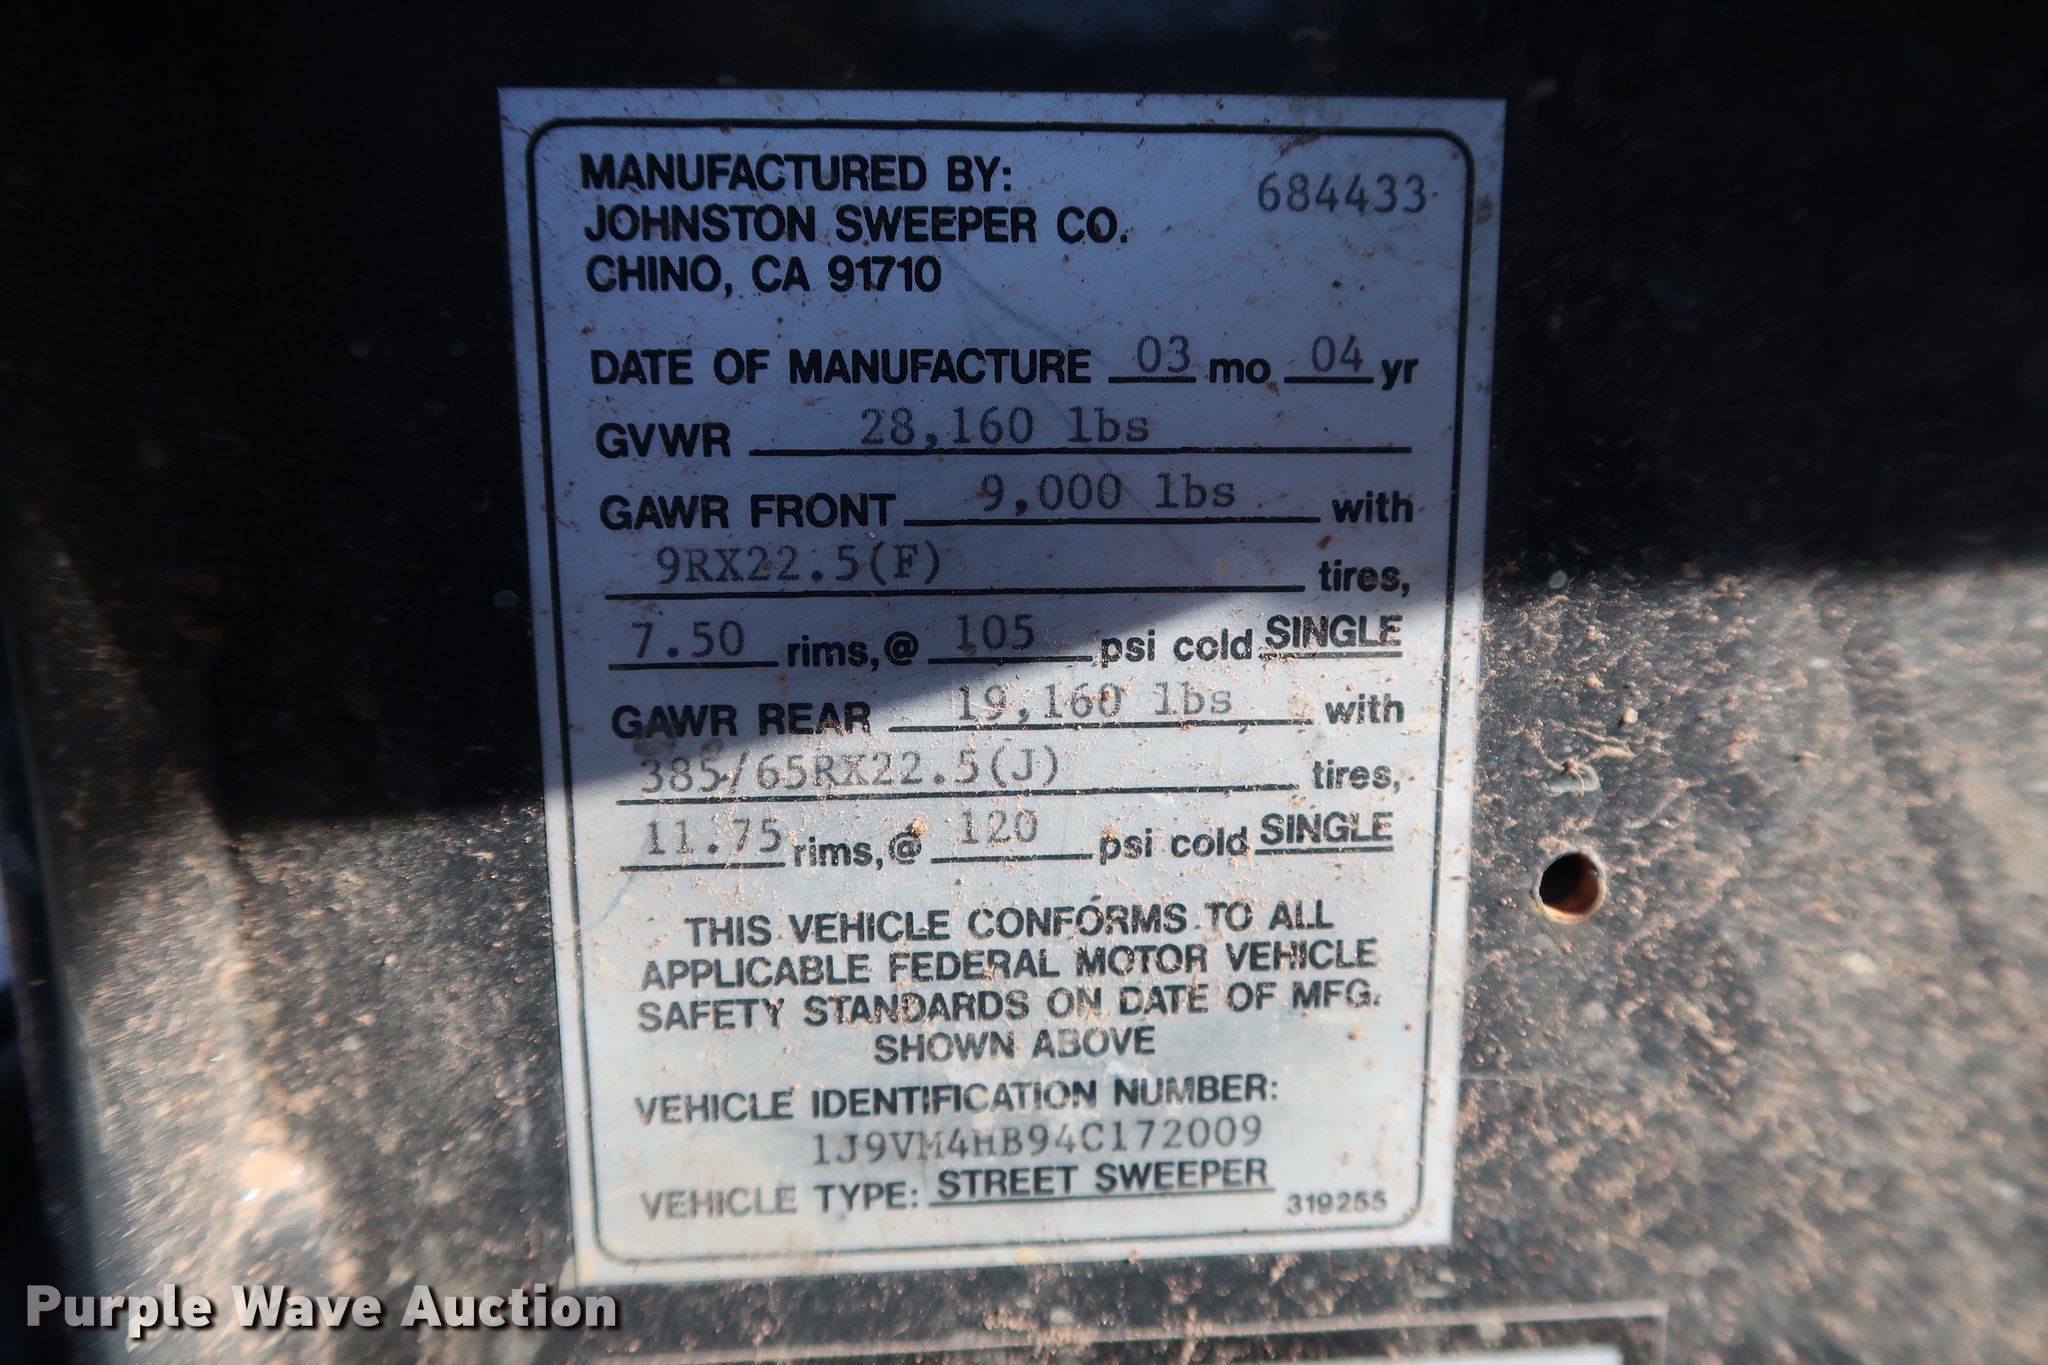 MANUFACTURED BY: 684433
JOHNSTON SWEEPER CO.
CHINO, CA 91710
DATE OF MANUFACTURE 03 mo 04 yr
GVWR 28,160 lbs
GAWR FRONT 9,000 lbs with
9RX22.5(F) tires,
7.50 rims,@ 105 psi cold SINGLE
GAWR REAR 19,160 lbs with
385/65RX22.5(J) tires,
11.75 rims,@ 120 psi cold SINGLE
THIS VEHICLE CONFORMS TO ALL
APPLICABLE FEDERAL MOTOR VEHICLE
SAFETY STANDARDS ON DATE OF MFG.
SHOWN ABOVE
VEHICLE IDENTIFICATION NUMBER:
1J9VM4HB94C172009
VEHICLE TYPE: STREET SWEEPER 319255
Purple Wave Auction